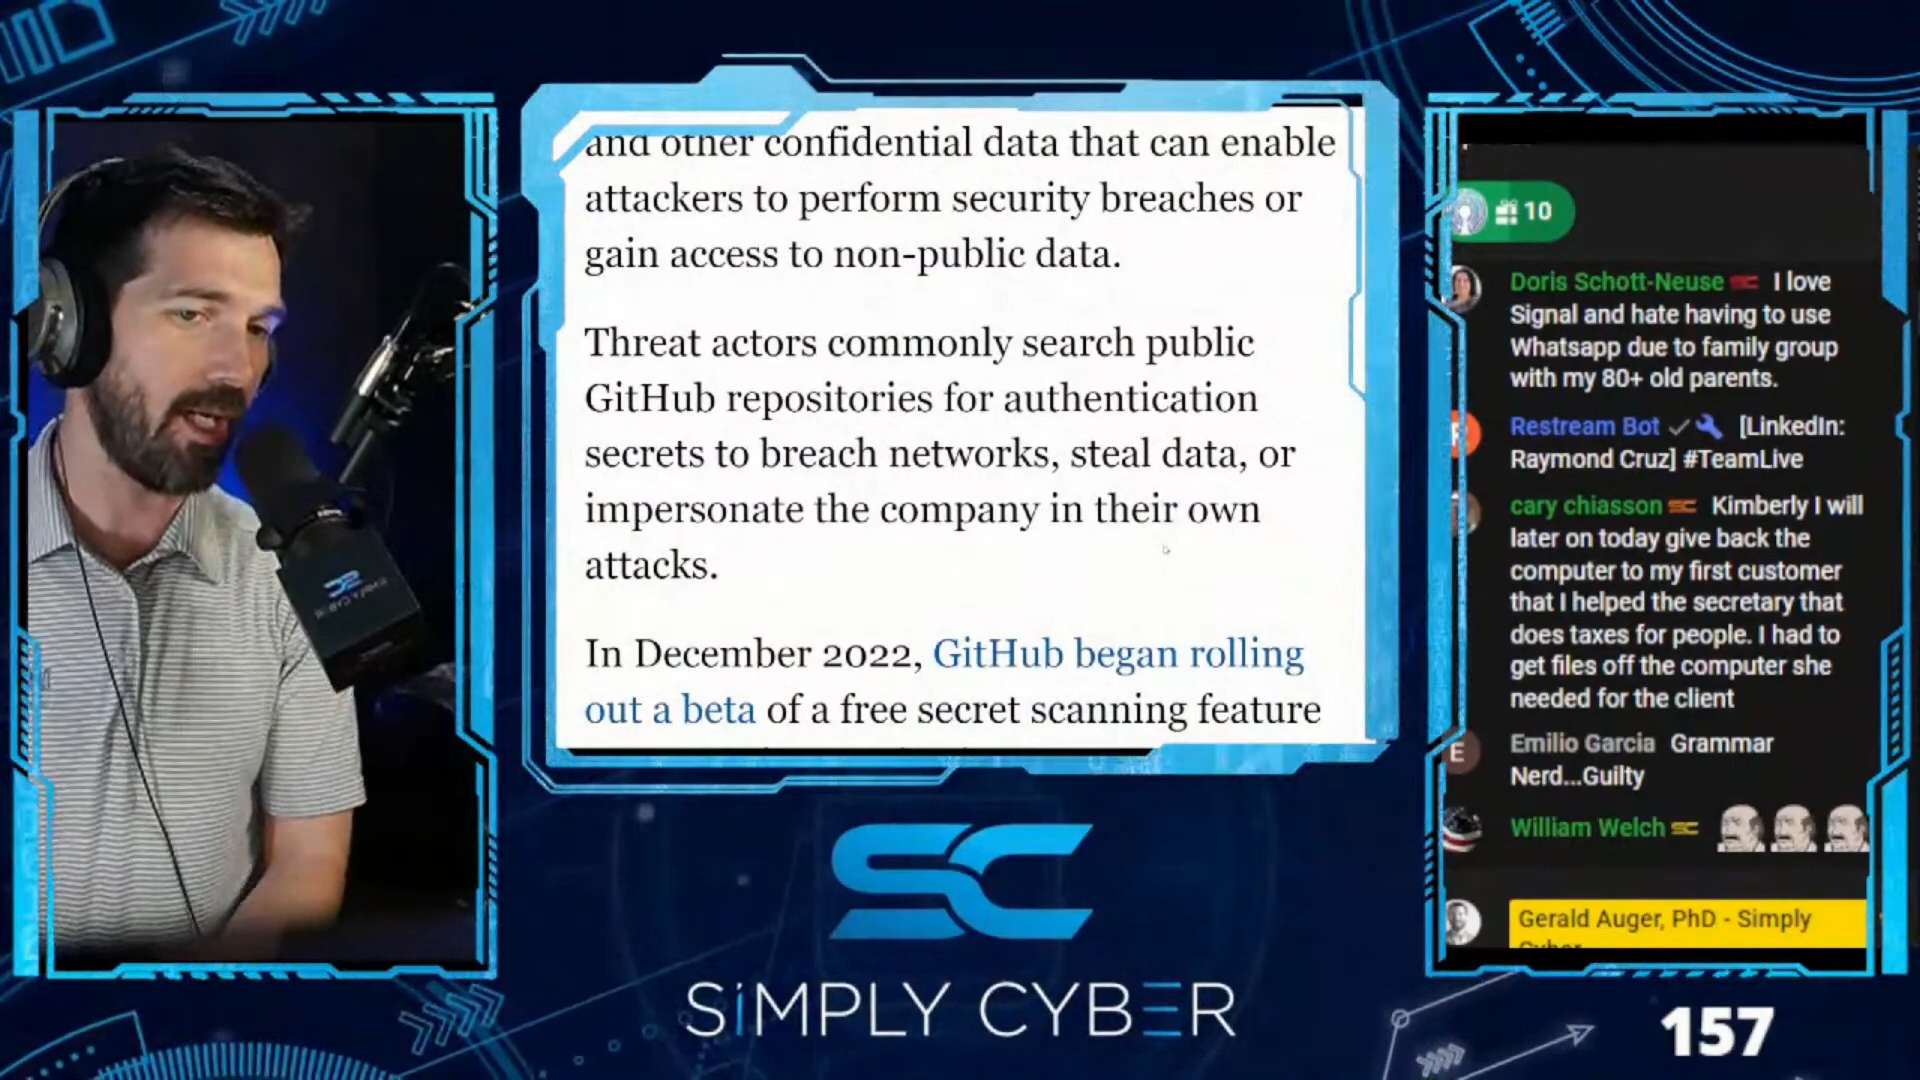 and other confidential data that can enable
attackers to perform security breaches or
gain access to non-public data.
Threat actors commonly search public
GitHub repositories for authentication
secrets to breach networks, steal data, or
impersonate the company in their own
attacks.
In December 2022, GitHub began rolling
out a beta of a free secret scanning feature
SC
SiMPLY CYBER
10
Doris Schott-Neuse I love
Signal and hate having to use
Whatsapp due to family group
with my 80+ old parents.
Restream Bot [LinkedIn:
Raymond Cruz] #TeamLive
cary chiasson Kimberly I will
later on today give back the
computer to my first customer
that I helped the secretary that
does taxes for people. I had to
get files off the computer she
needed for the client
E
Emilio Garcia Grammar
Nerd...Guilty
William Welch
Gerald Auger, PhD - Simply
Cyber
157